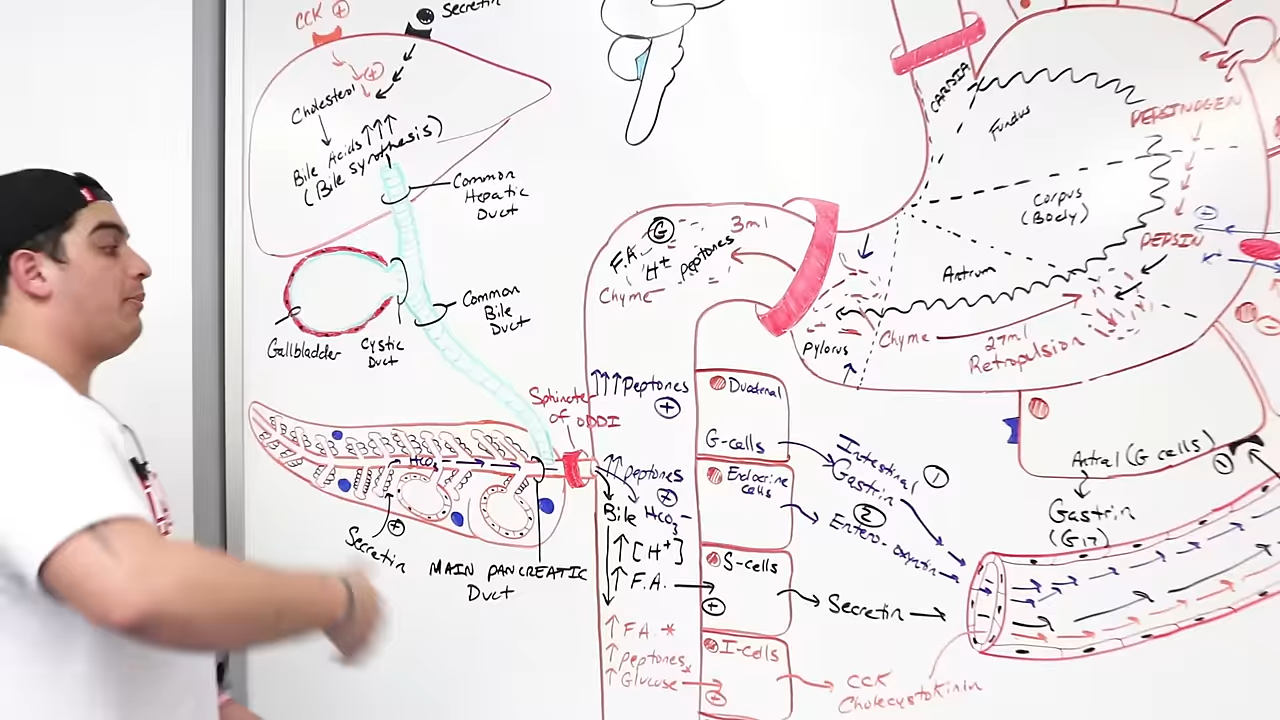 CCK +
Secretin
(+)
Cholesterol
Bile Acids ↑↑↑
(Bile synthesis)
Common
Hepatic
Duct
Common
Bile
Duct
Gallbladder
Cystic
Duct
Sphincter
of ODDI
HCO3
Secretin
+
MAIN PANCREATIC
Duct
F.A. G
H+ Peptones
3ml
Chyme
↑↑↑Peptones
+
↑↑Peptones
+
Bile HCO3-
↑[H+]
↑F.A.
+
↑F.A.*
↑Peptones*
↑Glucose
+
Duodenal
G-cells
Endocrine
cells
S-cells
I-cells
Intestinal
Gastrin
1
2
Entero-oxyntin
Secretin
CCK
Cholecystokinin
CARDIA
Fundus
Corpus
(Body)
Antrum
Pylorus
Chyme
27ml
Retropulsion
PEPSINOGEN
PEPSIN
+
K+
Antral (G cells)
+
Gastrin
(G17)